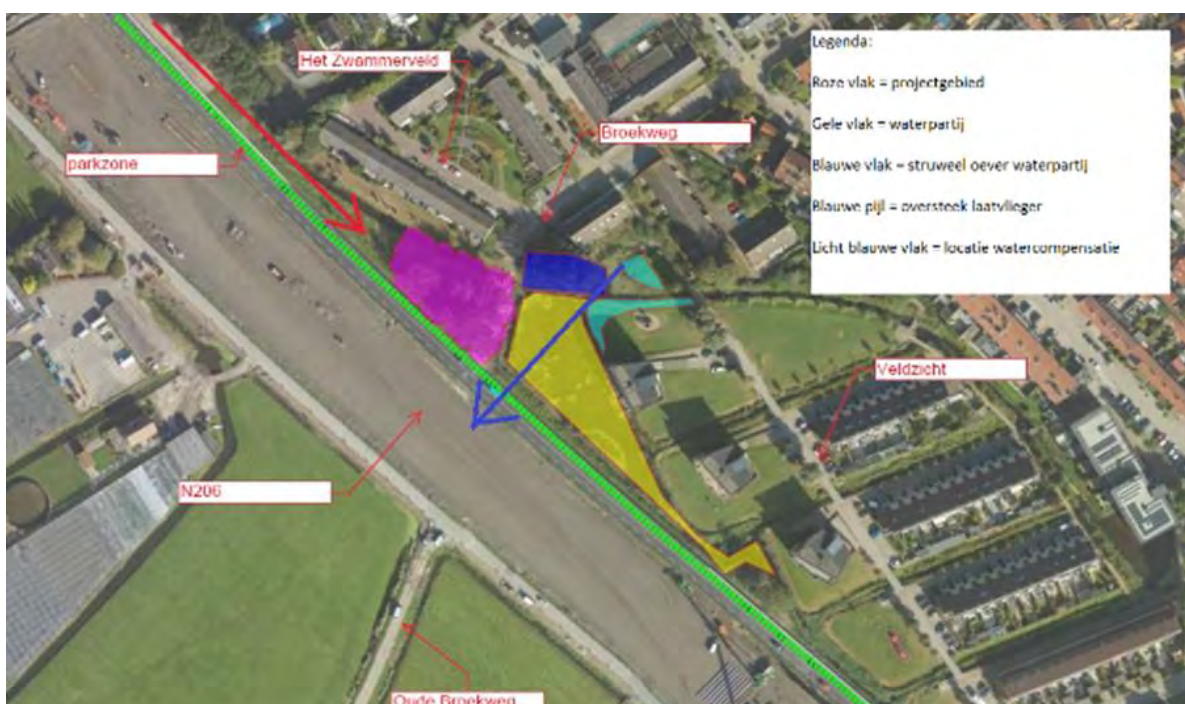 Legenda:
Roze vlak = projectgebied
Gele vlak = waterpartij
Blauwe vlak = struweel oever waterpartij
Blauwe pijl = oversteek laatvlieger
Licht blauwe vlak = locatie watercompensatie
Het Zwammerveld
Broekweg
parkzone
Veldzicht
N206
Oude Broekweg